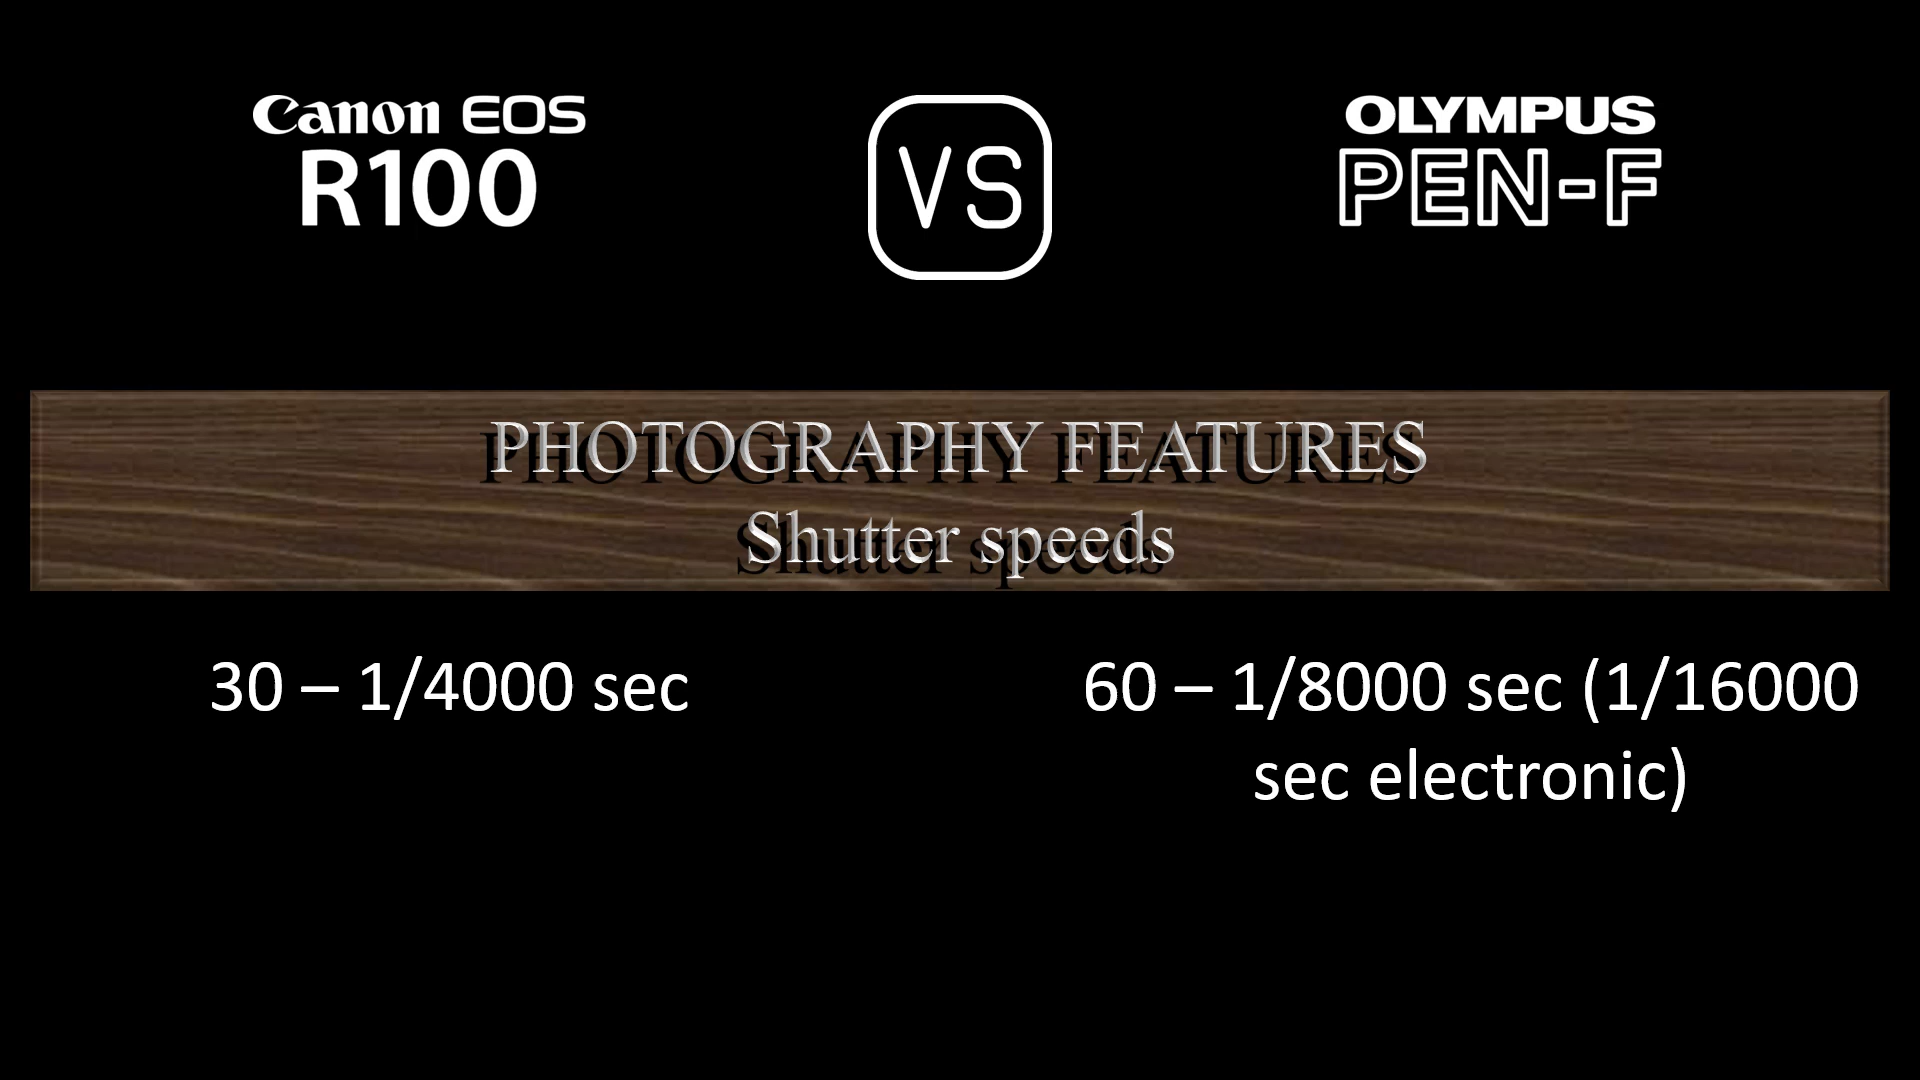 Canon EOS
R100
VS
OLYMPUS
PEN-F
PHOTOGRAPHY FEATURES
Shutter speeds
30 – 1/4000 sec
60 – 1/8000 sec (1/16000
sec electronic)